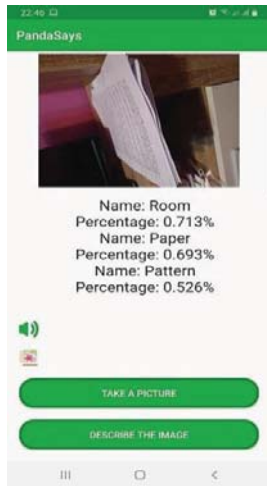 22:46
PandaSays
Name: Room
Percentage: 0.713%
Name: Paper
Percentage: 0.693%
Name: Pattern
Percentage: 0.526%
TAKE A PICTURE
DESCRIBE THE IMAGE